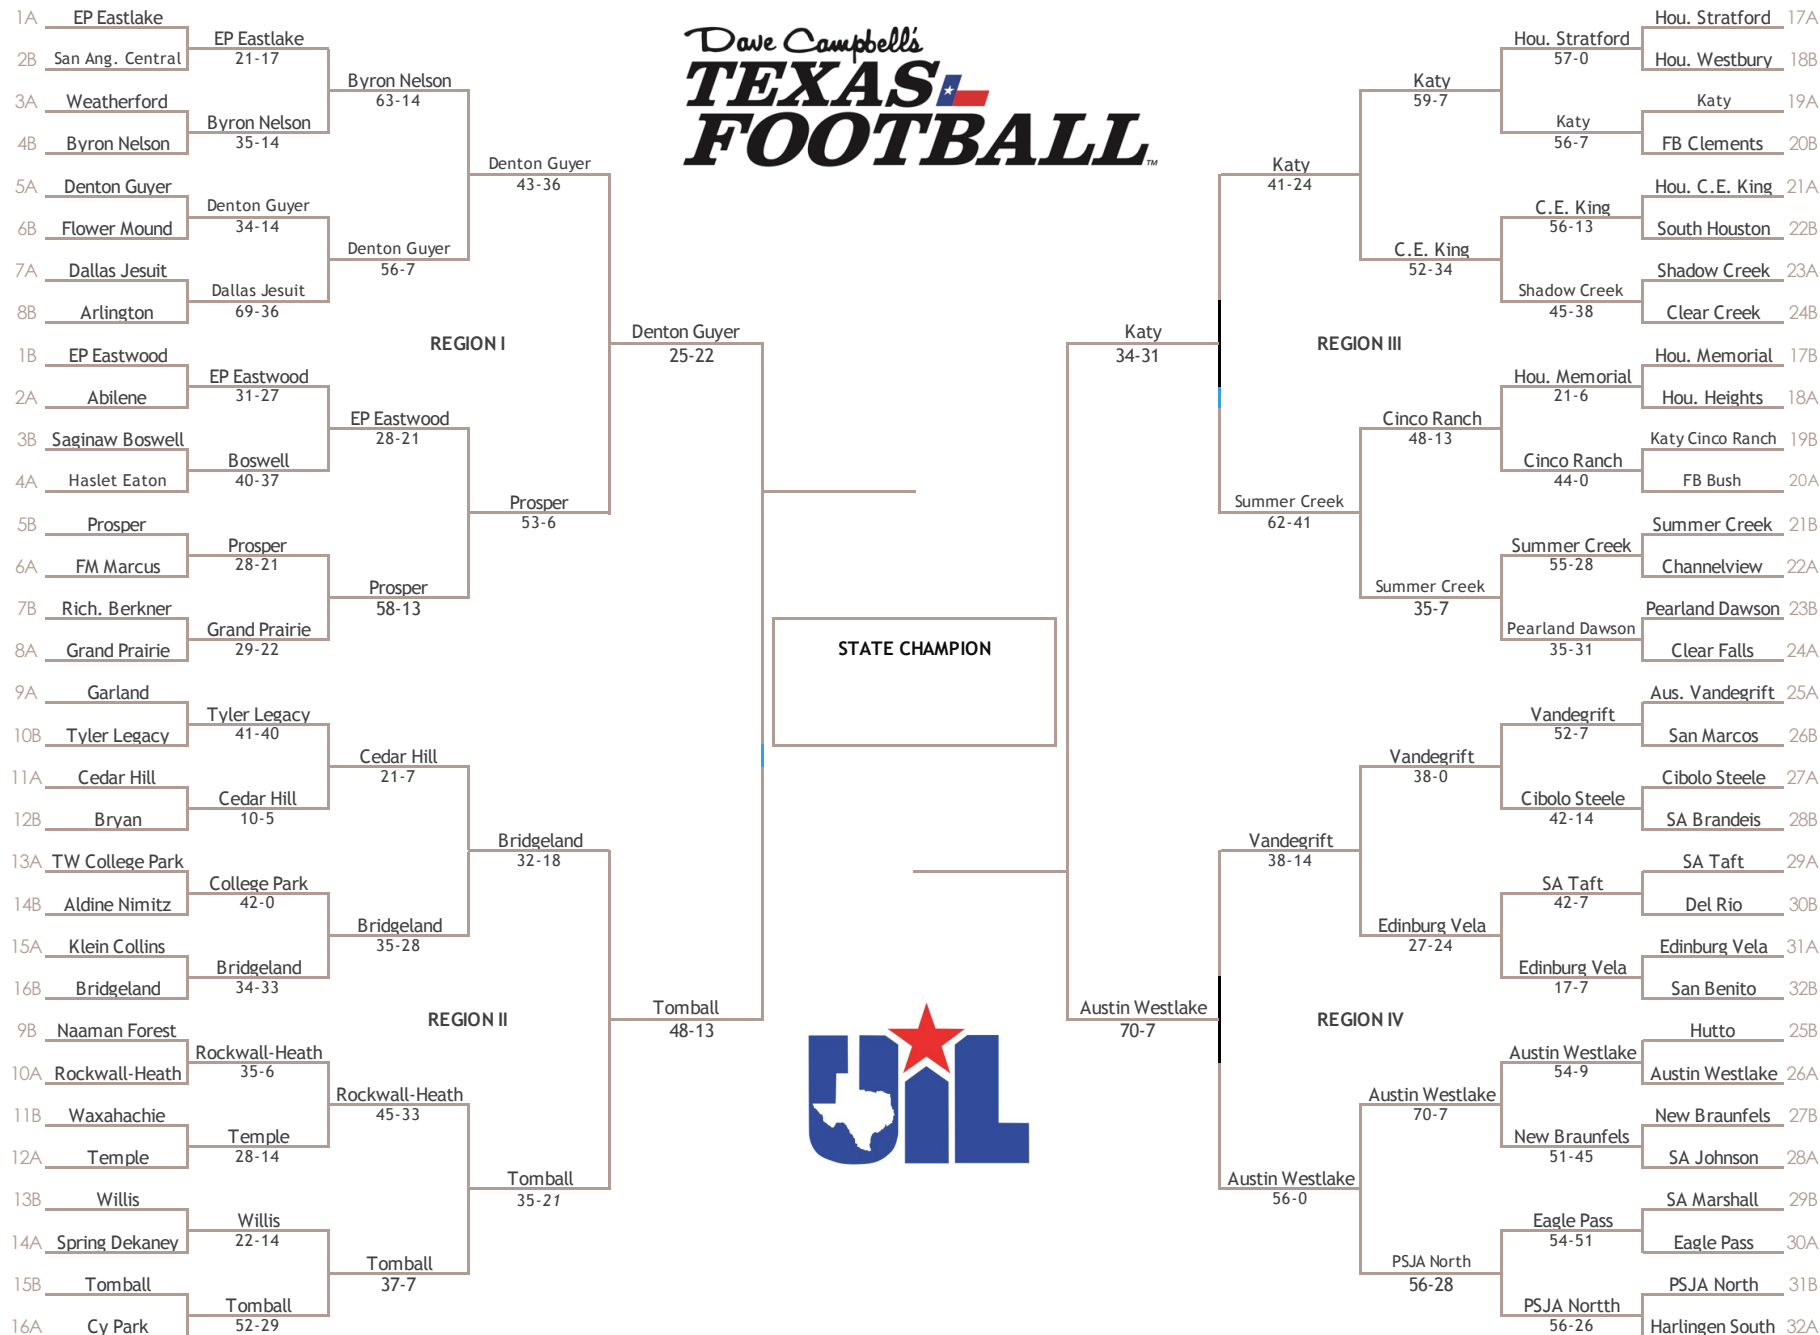 Dave Campbell's
TEXAS
FOOTBALL™
1A EP Eastlake
2B San Ang. Central
3A Weatherford
4B Byron Nelson
5A Denton Guyer
6B Flower Mound
7A Dallas Jesuit
8B Arlington
1B EP Eastwood
2A Abilene
3B Saginaw Boswell
4A Haslet Eaton
5B Prosper
6A FM Marcus
7B Rich. Berkner
8A Grand Prairie
9A Garland
10B Tyler Legacy
11A Cedar Hill
12B Bryan
13A TW College Park
14B Aldine Nimitz
15A Klein Collins
16B Bridgeland
9B Naaman Forest
10A Rockwall-Heath
11B Waxahachie
12A Temple
13B Willis
14A Spring Dekaney
15B Tomball
16A Cy Park
EP Eastlake
21-17
Byron Nelson
35-14
Denton Guyer
34-14
Dallas Jesuit
69-36
EP Eastwood
31-27
Boswell
40-37
Prosper
28-21
Grand Prairie
29-22
Tyler Legacy
41-40
Cedar Hill
10-5
College Park
42-0
Bridgeland
34-33
Rockwall-Heath
35-6
Temple
28-14
Willis
22-14
Tomball
52-29
Byron Nelson
63-14
Denton Guyer
56-7
EP Eastwood
28-21
Prosper
58-13
Cedar Hill
21-7
Bridgeland
35-28
Rockwall-Heath
45-33
Tomball
37-7
Denton Guyer
43-36
REGION I
Prosper
53-6
Bridgeland
32-18
REGION II
Tomball
35-21
Denton Guyer
25-22
Tomball
48-13
STATE CHAMPION
UIL
Katy
34-31
Austin Westlake
70-7
Katy
41-24
REGION III
Summer Creek
62-41
Vandegrift
38-14
REGION IV
Austin Westlake
56-0
Katy
59-7
C.E. King
52-34
Cinco Ranch
48-13
Summer Creek
35-7
Vandegrift
38-0
Edinburg Vela
27-24
Austin Westlake
70-7
PSJA North
56-28
Hou. Stratford
57-0
Katy
56-7
C.E. King
56-13
Shadow Creek
45-38
Hou. Memorial
21-6
Cinco Ranch
44-0
Summer Creek
55-28
Pearland Dawson
35-31
Vandegrift
52-7
Cibolo Steele
42-14
SA Taft
42-7
Edinburg Vela
17-7
Austin Westlake
54-9
New Braunfels
51-45
Eagle Pass
54-51
PSJA Nortth
56-26
Hou. Stratford 17A
Hou. Westbury 18B
Katy 19A
FB Clements 20B
Hou. C.E. King 21A
South Houston 22B
Shadow Creek 23A
Clear Creek 24B
Hou. Memorial 17B
Hou. Heights 18A
Katy Cinco Ranch 19B
FB Bush 20A
Summer Creek 21B
Channelview 22A
Pearland Dawson 23B
Clear Falls 24A
Aus. Vandegrift 25A
San Marcos 26B
Cibolo Steele 27A
SA Brandeis 28B
SA Taft 29A
Del Rio 30B
Edinburg Vela 31A
San Benito 32B
Hutto 25B
Austin Westlake 26A
New Braunfels 27B
SA Johnson 28A
SA Marshall 29B
Eagle Pass 30A
PSJA North 31B
Harlingen South 32A